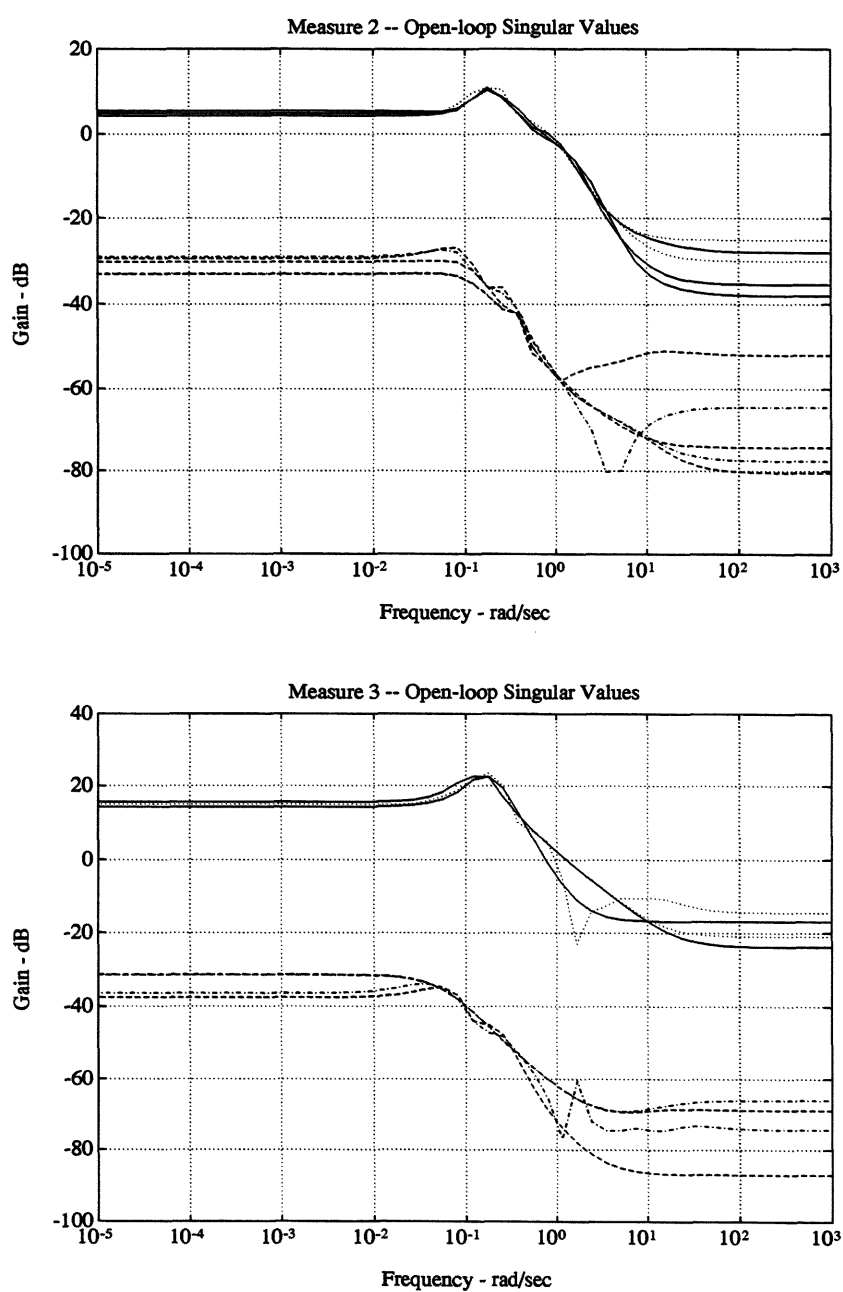 Measure 2 -- Open-loop Singular Values
20
0
-20
-40
-60
-80
-100
Gain - dB
10⁻⁵ 10⁻⁴ 10⁻³ 10⁻² 10⁻¹ 10⁰ 10¹ 10² 10³
Frequency - rad/sec
Measure 3 -- Open-loop Singular Values
40
20
0
-20
-40
-60
-80
-100
Gain - dB
10⁻⁵ 10⁻⁴ 10⁻³ 10⁻² 10⁻¹ 10⁰ 10¹ 10² 10³
Frequency - rad/sec